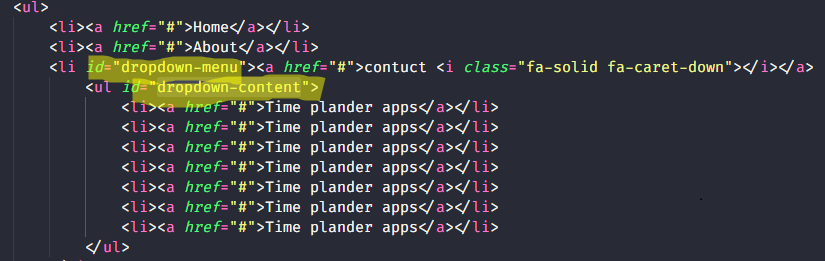 <ul>
<li><a href="#">Home</a></li>
<li><a href="#">About</a></li>
<li id="dropdown-menu"><a href="#">contuct <i class="fa-solid fa-caret-down"></i></a>
<ul id="dropdown-content">
<li><a href="#">Time plander apps</a></li>
<li><a href="#">Time plander apps</a></li>
<li><a href="#">Time plander apps</a></li>
<li><a href="#">Time plander apps</a></li>
<li><a href="#">Time plander apps</a></li>
<li><a href="#">Time plander apps</a></li>
<li><a href="#">Time plander apps</a></li>
</ul>